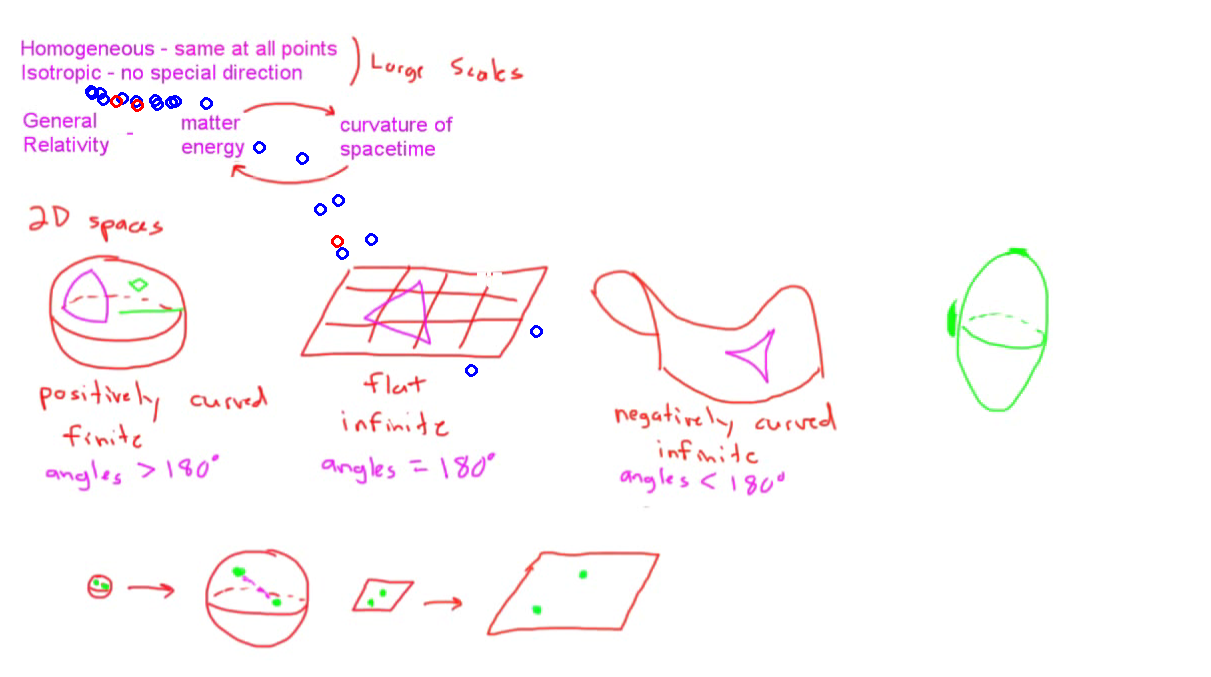 Homogeneous - same at all points
Isotropic - no special direction
Large Scales
General Relativity -
matter energy
curvature of spacetime
2D spaces
positively curved
finite
angles > 180°
flat
infinite
angles = 180°
negatively curved
infinite
angles < 180°